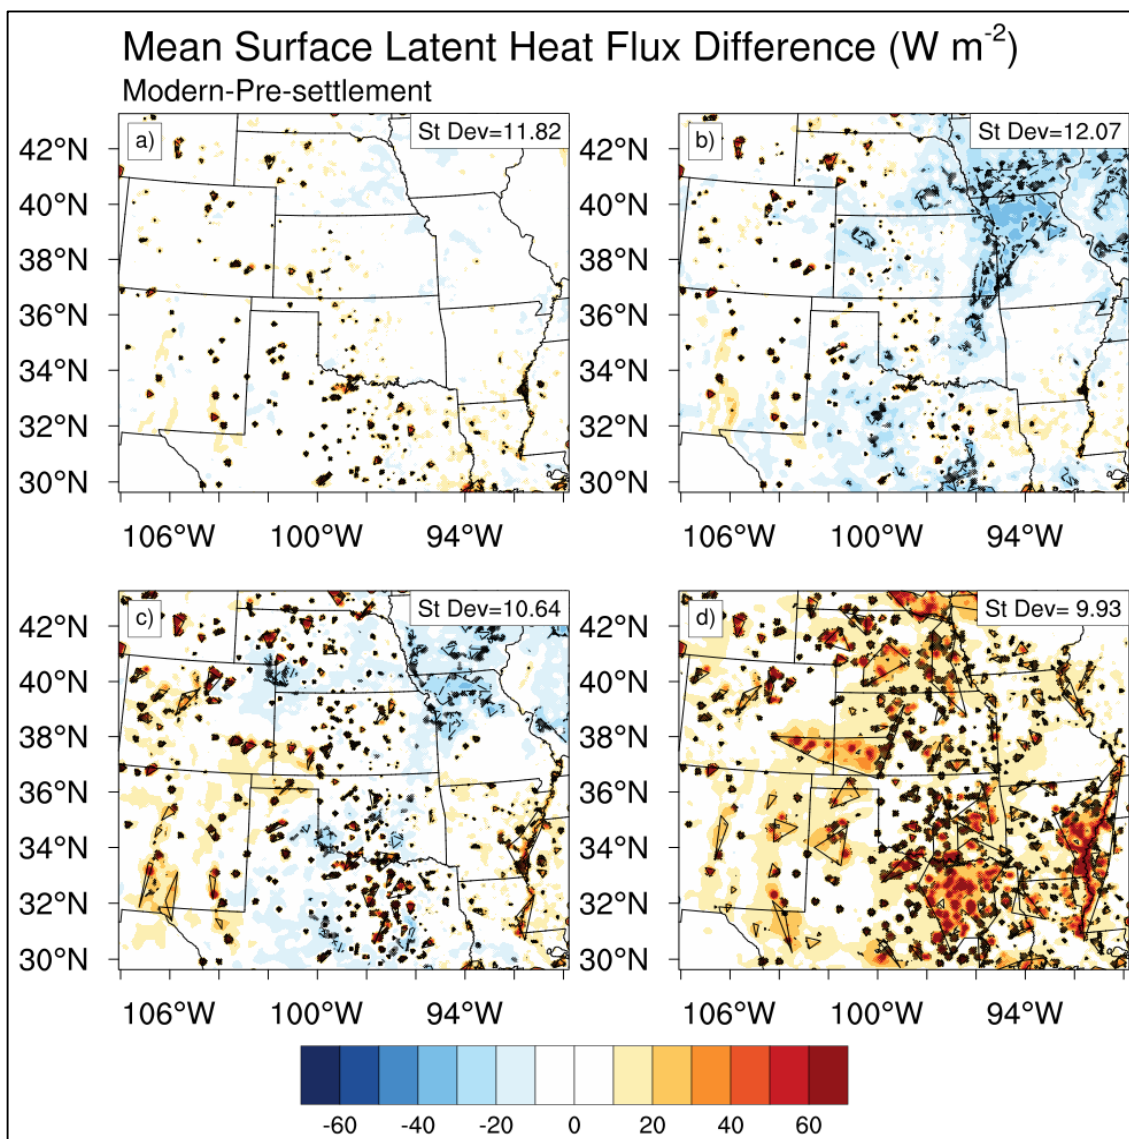 Mean Surface Latent Heat Flux Difference (W m-2)
Modern-Pre-settlement
a) St Dev=11.82
42°N
40°N
38°N
36°N
34°N
32°N
30°N
106°W 100°W 94°W
b) St Dev=12.07
42°N
40°N
38°N
36°N
34°N
32°N
30°N
106°W 100°W 94°W
c) St Dev=10.64
42°N
40°N
38°N
36°N
34°N
32°N
30°N
106°W 100°W 94°W
d) St Dev= 9.93
42°N
40°N
38°N
36°N
34°N
32°N
30°N
106°W 100°W 94°W
-60 -40 -20 0 20 40 60